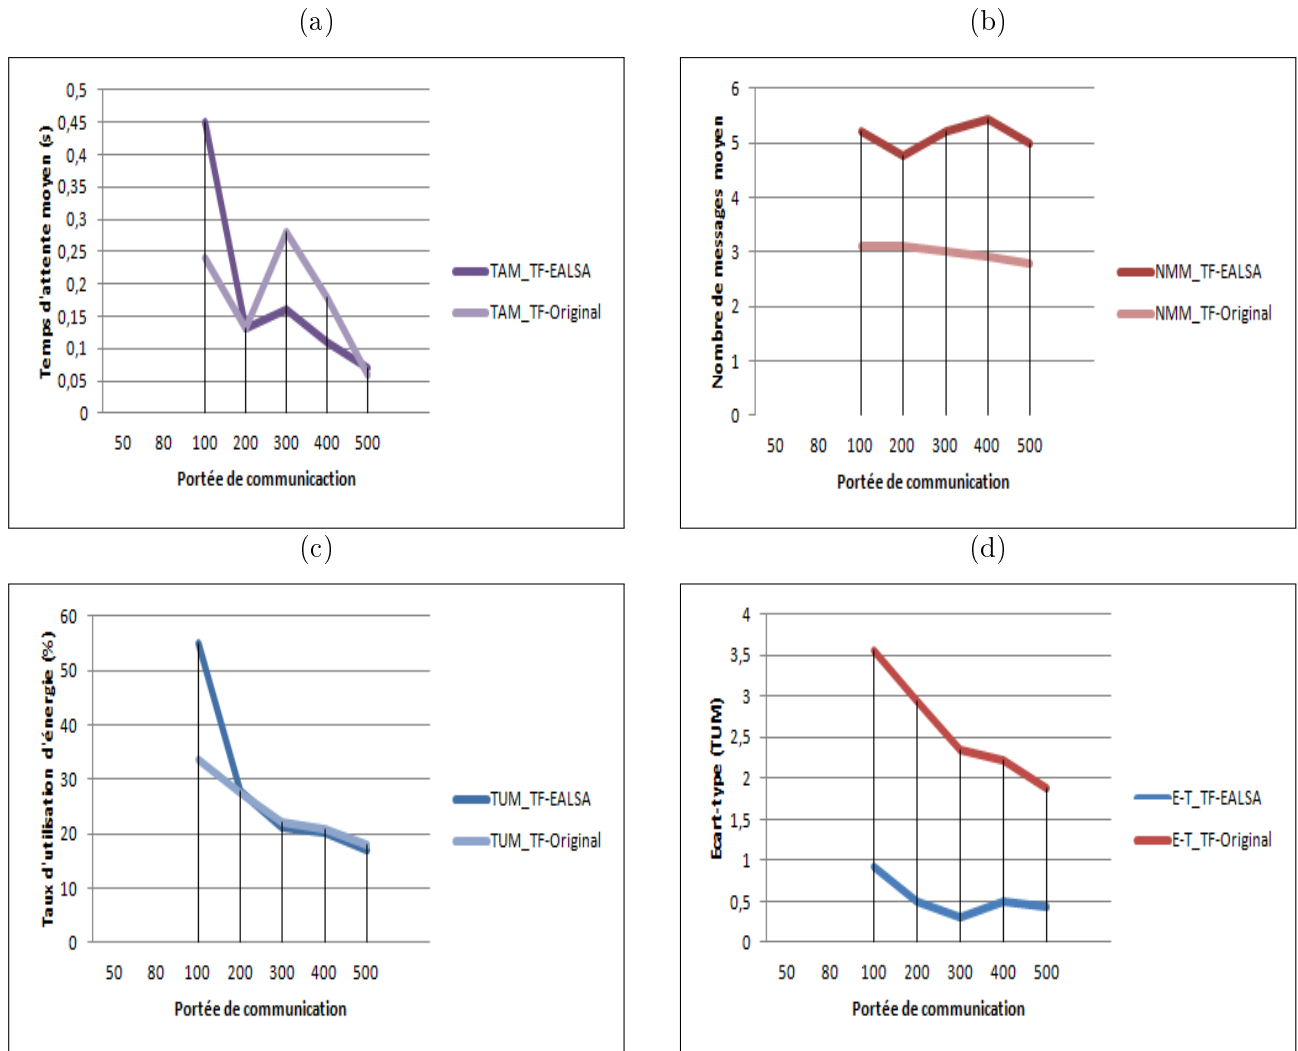 (a)
Temps d'attente moyen (s)
0,5
0,45
0,4
0,35
0,3
0,25
0,2
0,15
0,1
0,05
0
50 80 100 200 300 400 500
Portée de communicaction
TAM_TF-EALSA
TAM_TF-Original
(b)
Nombre de messages moyen
6
5
4
3
2
1
0
50 80 100 200 300 400 500
Portée de communication
NMM_TF-EALSA
NMM_TF-Original
(c)
Taux d'utilisation d'énergie (%)
60
50
40
30
20
10
0
50 80 100 200 300 400 500
Portée de communication
TUM_TF-EALSA
TUM_TF-Original
(d)
Ecart-type (TUM)
4
3,5
3
2,5
2
1,5
1
0,5
0
50 80 100 200 300 400 500
Portée de communication
E-T_TF-EALSA
E-T_TF-Original